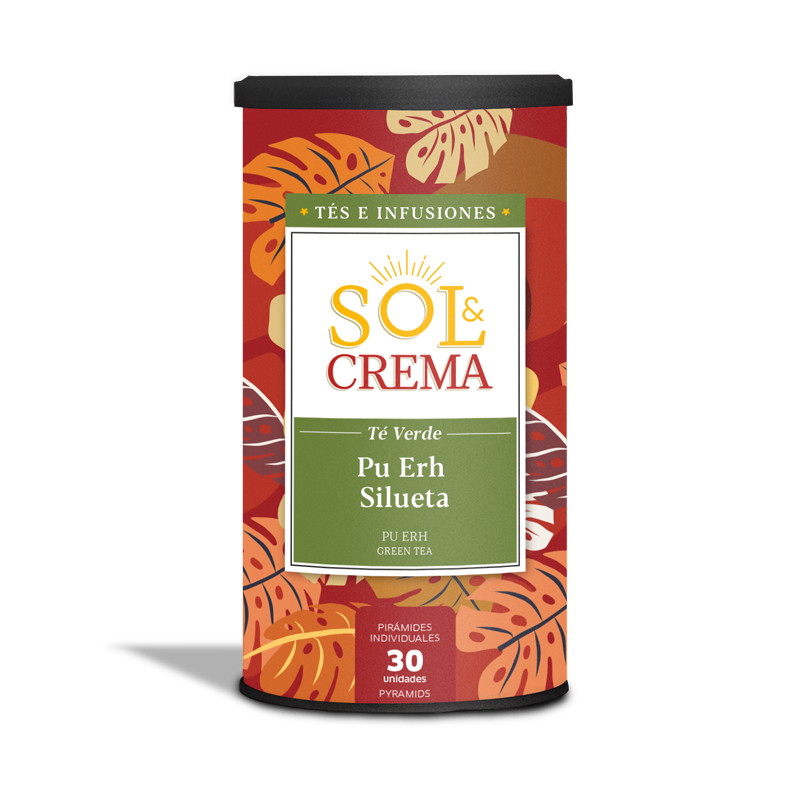 TÉS E INFUSIONES
SOL &
CREMA
Té Verde
Pu Erh
Silueta
PU ERH
GREEN TEA
PIRÁMIDES
INDIVIDUALES
30
unidades
PYRAMIDS